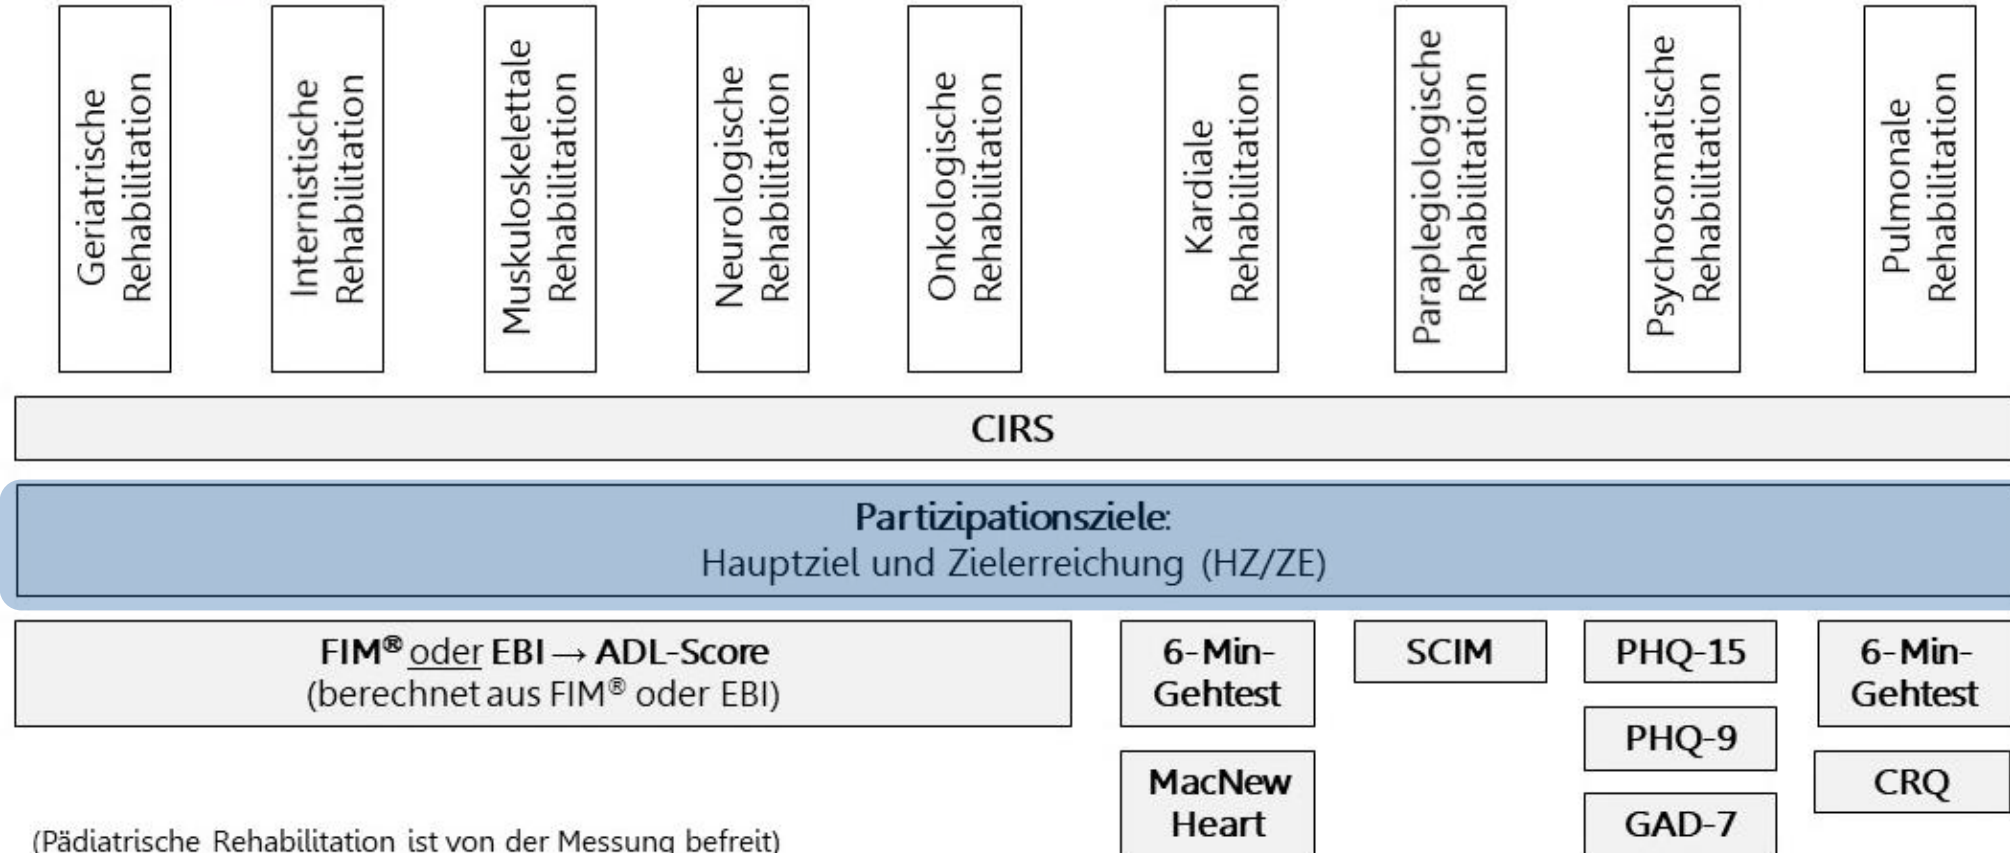 Geriatrische
Rehabilitation
Internistische
Rehabilitation
Muskuloskelettale
Rehabilitation
Neurologische
Rehabilitation
Onkologische
Rehabilitation
Kardiale
Rehabilitation
Paraplegiologische
Rehabilitation
Psychosomatische
Rehabilitation
Pulmonale
Rehabilitation
CIRS
Partizipationsziele:
Hauptziel und Zielerreichung (HZ/ZE)
FIM® oder EBI → ADL-Score
(berechnet aus FIM® oder EBI)
6-Min-
Gehtest
MacNew
Heart
SCIM
PHQ-15
PHQ-9
GAD-7
6-Min-
Gehtest
CRQ
(Pädiatrische Rehabilitation ist von der Messung befreit)